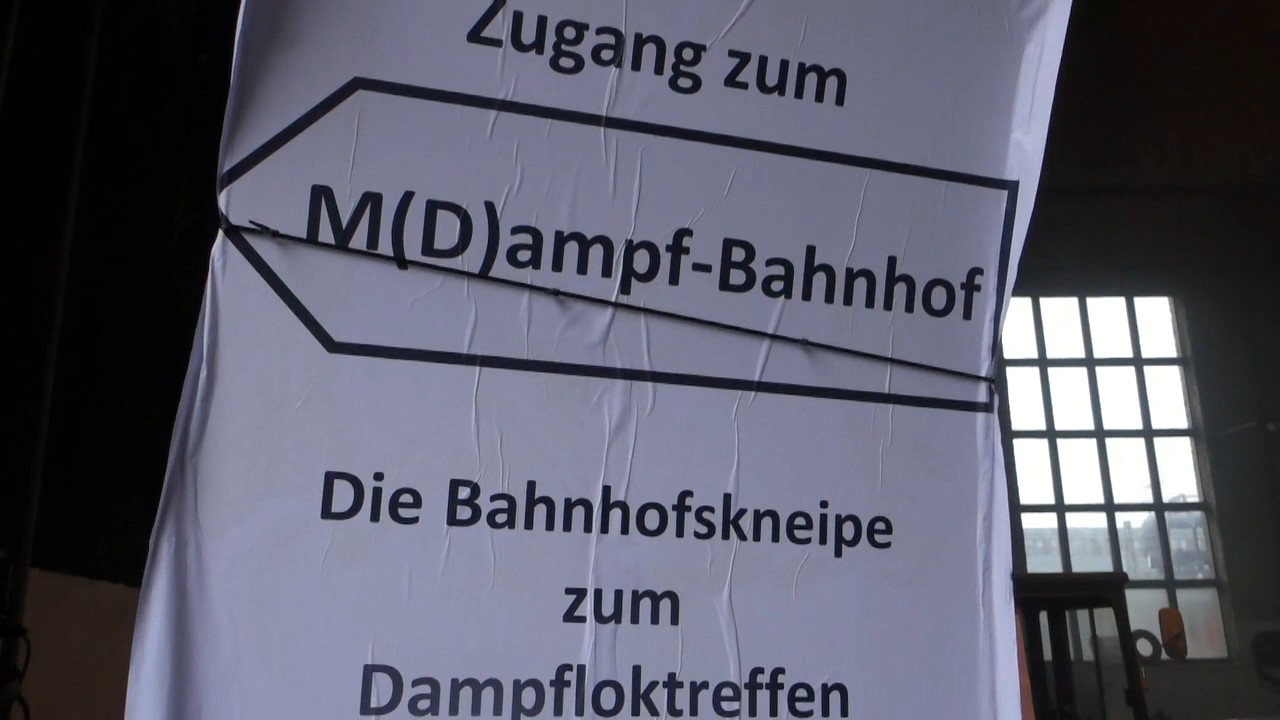 Zugang zum
M(D)ampf-Bahnhof
Die Bahnhofskneipe
zum
Dampfloktreffen